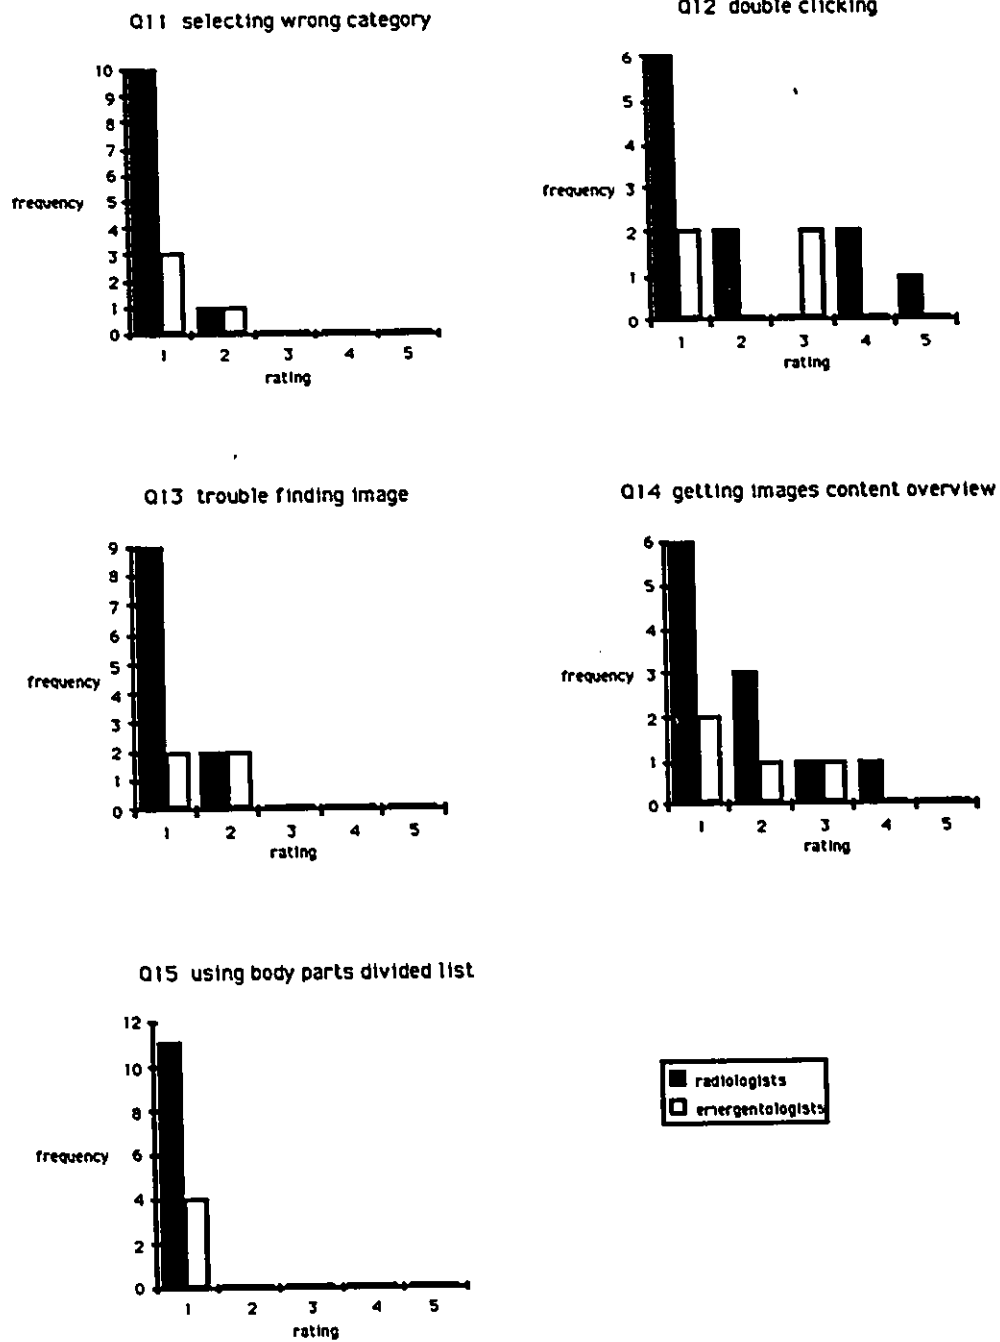 Q11 selecting wrong category
10
9
8
7
6
5
4
3
2
1
0
frequency
1 2 3 4 5
rating
Q12 double clicking
6
5
4
3
2
1
0
frequency
1 2 3 4 5
rating
Q13 trouble finding image
9
8
7
6
5
4
3
2
1
0
frequency
1 2 3 4 5
rating
Q14 getting images content overview
6
5
4
3
2
1
0
frequency
1 2 3 4 5
rating
Q15 using body parts divided list
12
10
8
6
4
2
0
frequency
1 2 3 4 5
rating
radiologists
emergentologists